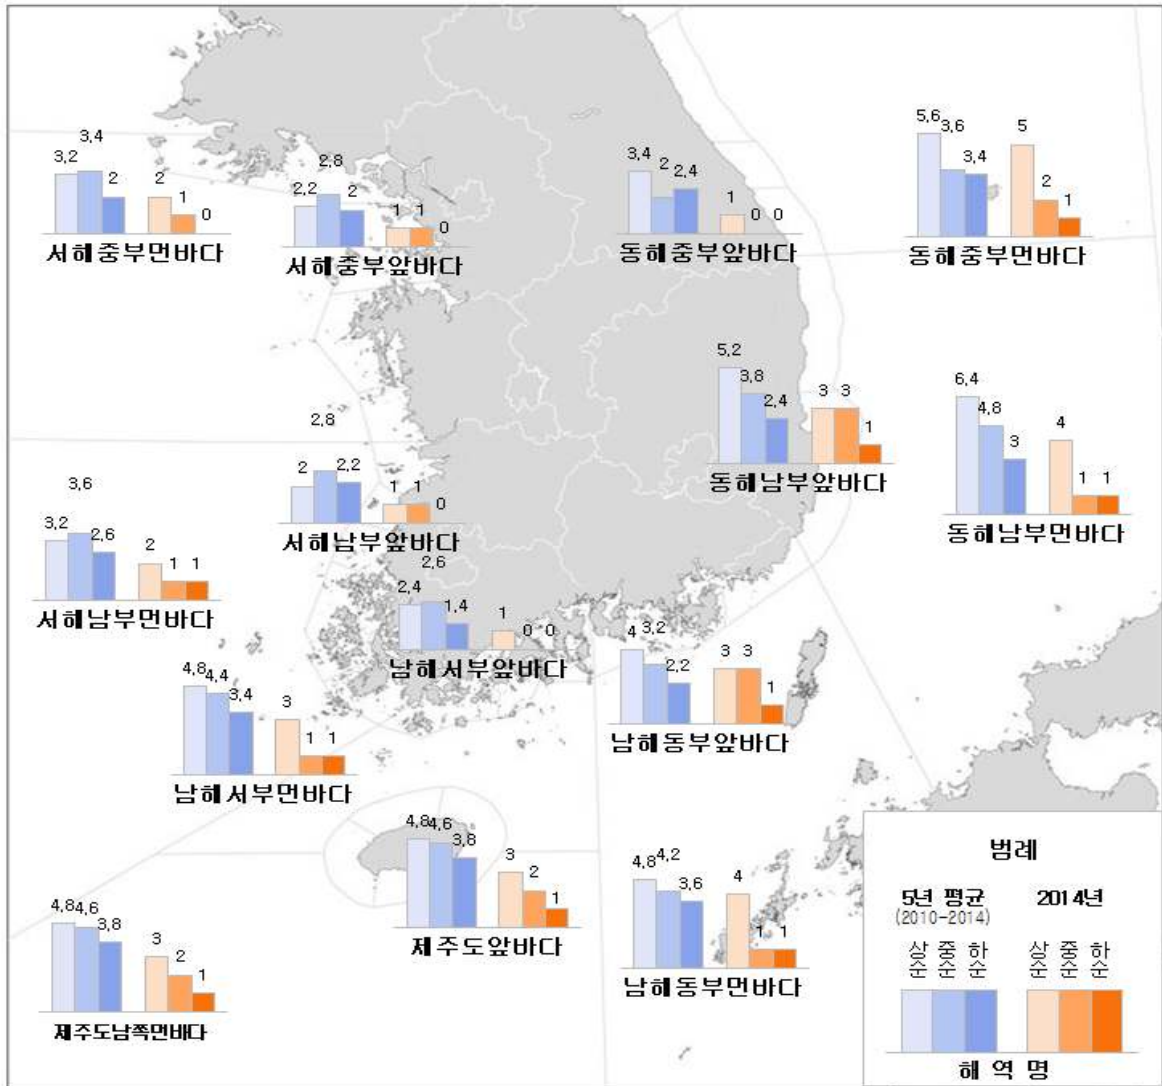 3,2 3,4 2 2 1 0
서해중부먼바다
2,2 2,8 2 1 1 0
서해중부앞바다
3,4 2 2,4 1 0 0
동해중부앞바다
5,6 3,6 3,4 5 2 1
동해중부먼바다
5,2 3,8 2,4 3 3 1
동해남부앞바다
6,4 4,8 3 4 1 1
동해남부먼바다
2 2,8 2,2 1 1 0
서해남부앞바다
3,2 3,6 2,6 2 1 1
서해남부먼바다
2,4 2,6 1,4 1 0 0
남해서부앞바다
4 3,2 2,2 3 3 1
남해동부앞바다
4,8 4,4 3,4 3 1 1
남해서부먼바다
4,8 4,6 3,8 3 2 1
제주도앞바다
4,8 4,2 3,6 4 1 1
남해동부먼바다
4,8 4,6 3,8 3 2 1
제주도남쪽먼바다
범례
5년 평균 2014년
(2010-2014)
상순 중순 하순 상순 중순 하순
해 역 명